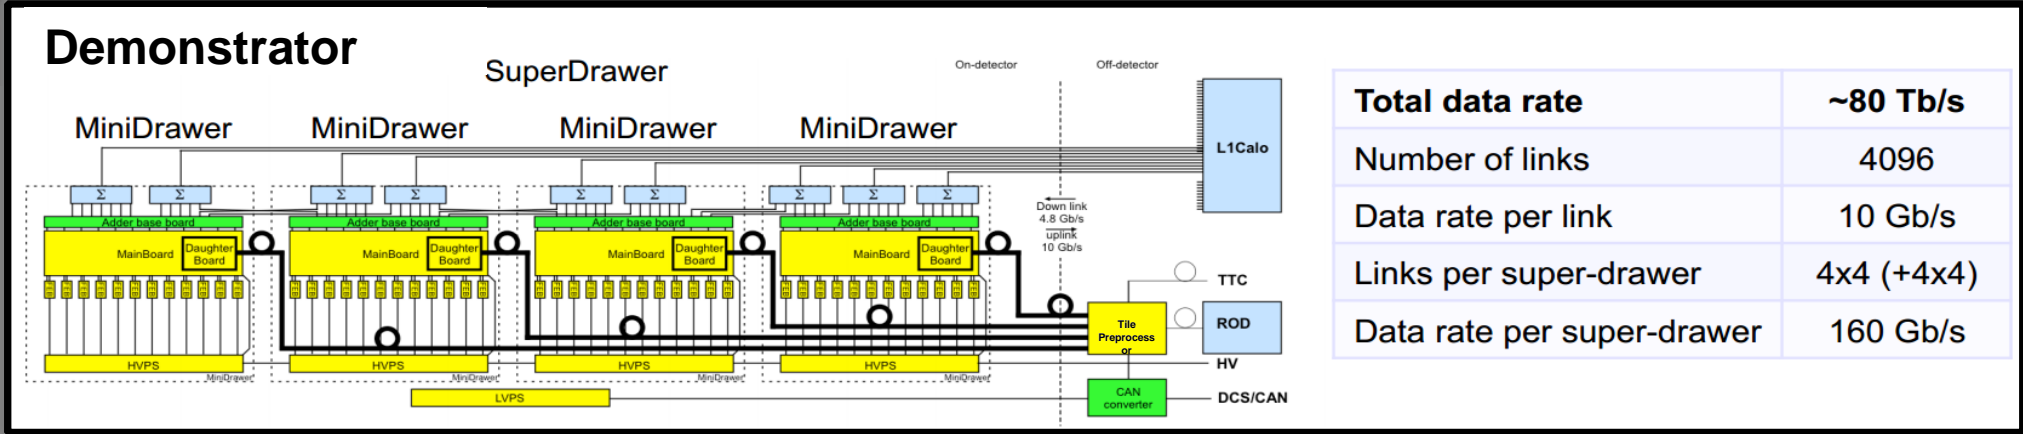 Demonstrator
SuperDrawer
On-detector
Off-detector
MiniDrawer
MiniDrawer
MiniDrawer
MiniDrawer
L1Calo
Σ
Σ
Σ
Σ
Σ
Σ
Σ
Σ
Σ
Adder base board
Adder base board
Adder base board
Adder base board
MainBoard
Daughter
Board
MainBoard
Daughter
Board
MainBoard
Daughter
Board
MainBoard
Daughter
Board
Down link
4.8 Gb/s
uplink
10 Gb/s
TTC
Tile
Preprocess
or
ROD
HVPS
HVPS
HVPS
HVPS
HV
MiniDrawer
MiniDrawer
MiniDrawer
MiniDrawer
LVPS
CAN
converter
DCS/CAN
Total data rate ~80 Tb/s
Number of links 4096
Data rate per link 10 Gb/s
Links per super-drawer 4x4 (+4x4)
Data rate per super-drawer 160 Gb/s